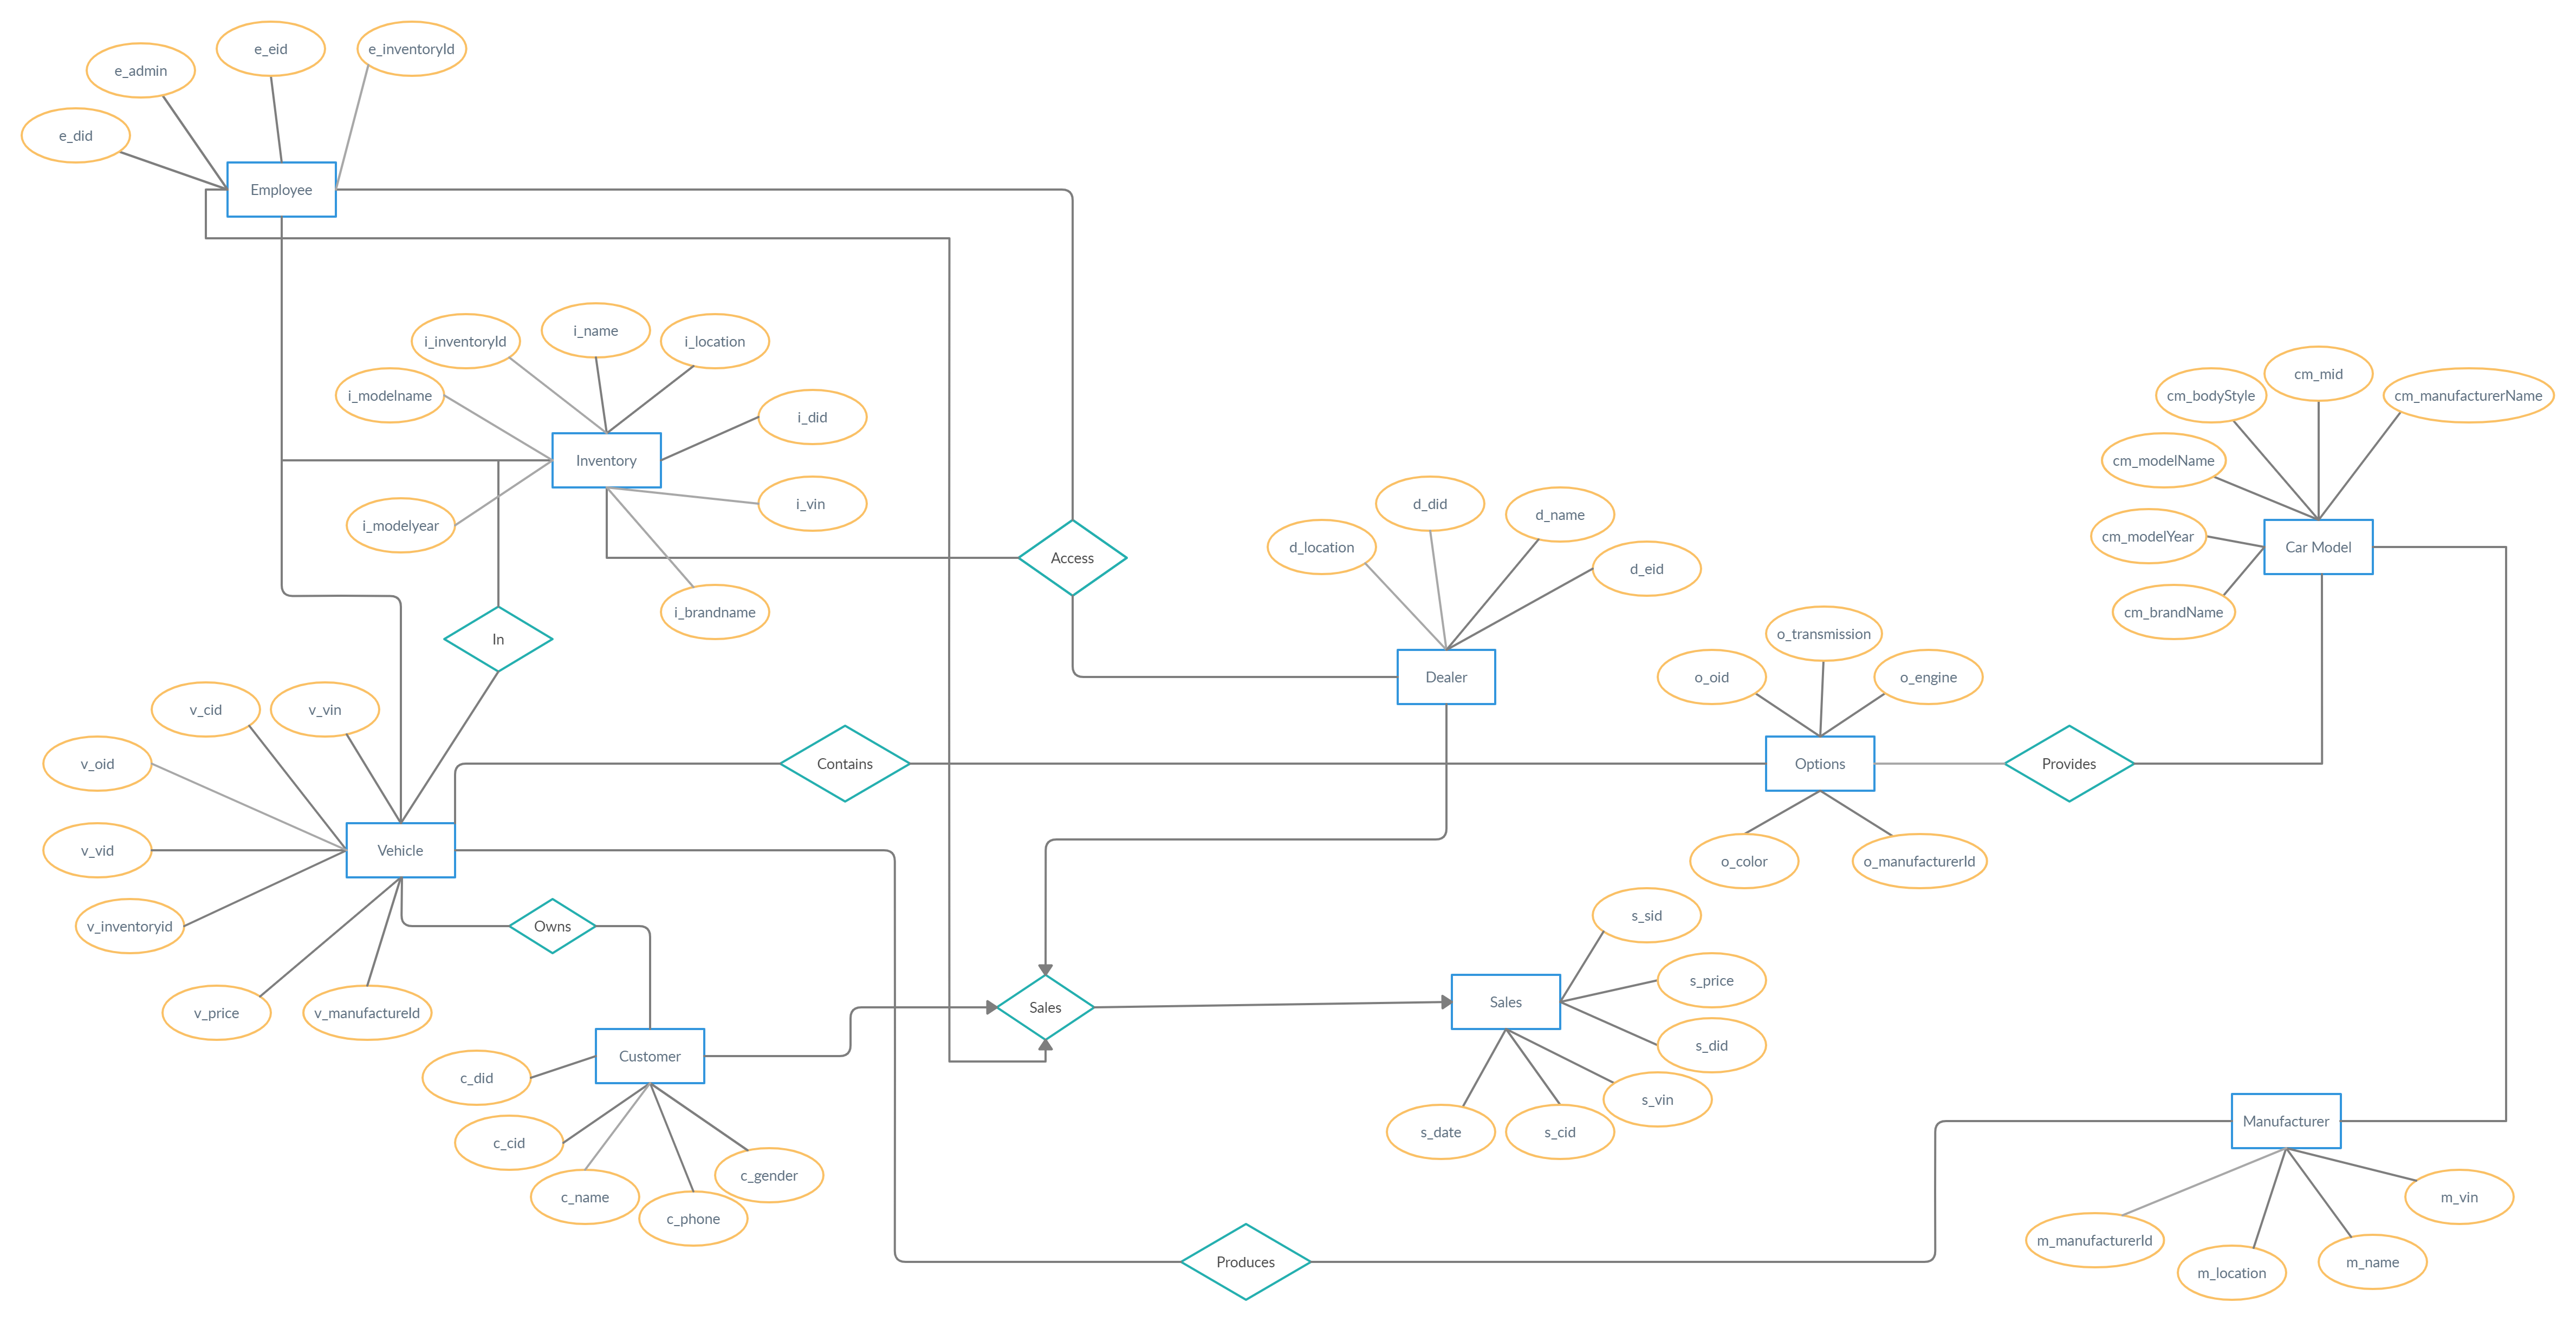 e_eid
e_inventoryId
e_admin
e_did
Employee
i_name
i_inventoryId
i_location
i_modelname
i_did
Inventory
i_vin
i_modelyear
i_brandname
Access
In
cm_mid
cm_bodyStyle
cm_manufacturerName
cm_modelName
cm_modelYear
Car Model
cm_brandName
d_did
d_name
d_location
d_eid
Dealer
o_transmission
o_oid
o_engine
Options
Provides
o_color
o_manufacturerId
Contains
v_cid
v_vin
v_oid
v_vid
Vehicle
v_inventoryid
v_price
v_manufactureId
Owns
Customer
c_did
c_cid
c_name
c_phone
c_gender
Sales
Sales
s_sid
s_price
s_did
s_vin
s_date
s_cid
Manufacturer
m_vin
m_manufacturerId
m_name
m_location
Produces